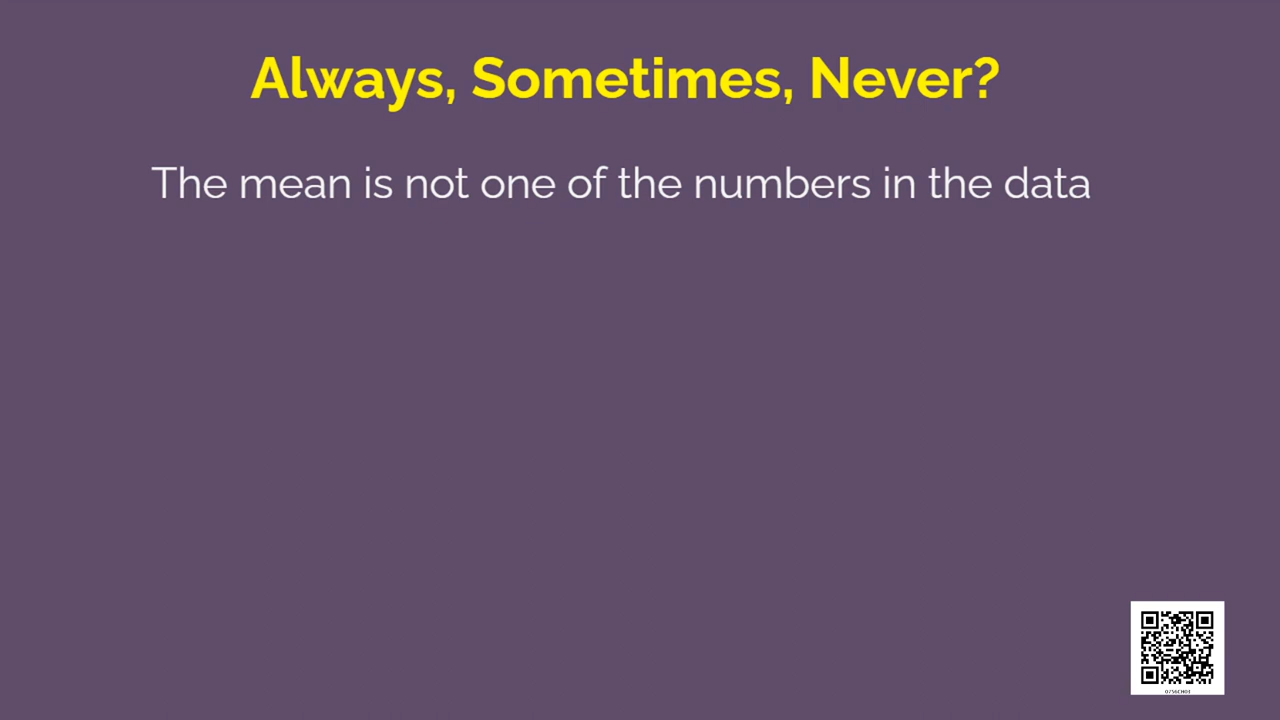 Always, Sometimes, Never?
The mean is not one of the numbers in the data